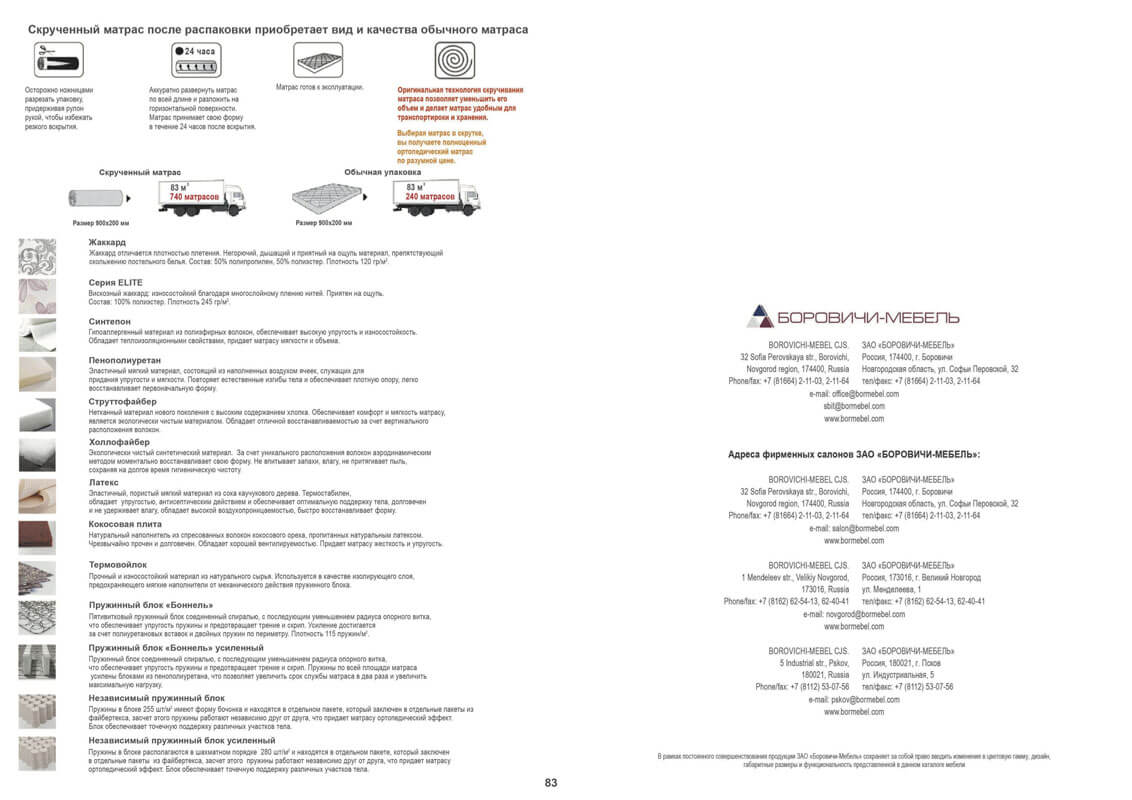 Скрученный матрас после распаковки приобретает вид и качества обычного матраса
24 часа
Осторожно ножницами
разрезать упаковку,
придерживая рулон
рукой, чтобы избежать
резкого вскрытия.
Аккуратно развернуть матрас
по всей длине и разложить на
горизонтальной поверхности.
Матрас принимает свою форму
в течение 24 часов после вскрытия.
Матрас готов к эксплуатации.
Оригинальная технология скручивания
матраса позволяет уменьшить его
объем и делает матрас удобным для
транспортироки и хранения.
Выбирая матрас в скрутке,
вы получаете полноценный
ортопедический матрас
по разумной цене.
Скрученный матрас
83 м³
740 матрасов
Размер 900х200 мм
Обычная упаковка
83 м³
240 матрасов
Размер 900х200 мм
Жаккард
Жаккард отличается плотностью плетения. Негорючий, дышащий и приятный на ощупь материал, препятствующий
скольжению постельного белья. Состав: 50% полипропилен, 50% полиэстер. Плотность 120 гр/м².
Серия ELITE
Вискозный жаккард: износостойкий благодаря многослойному плению нитей. Приятен на ощуль.
Состав: 100% полиэстер. Плотность 245 гр/м².
Синтепон
Гипоаллергенный материал из полиэфирных волокон, обеспечивает высокую упругость и износостойкость.
Обладает теплоизоляционными свойствами, придает матрасу мягкости и объема.
Пенополиуретан
Эластичный мягкий материал, состоящий из наполненных воздухом ячеек, служащих для
придания упругости и мягкости. Повторяет естественные изгибы тела и обеспечивает плотную опору, легко
восстанавливает первоначальную форму.
Струттофайбер
Нетканный материал нового поколения с высоким содержанием хлопка. Обеспечивает комфорт и мягкость матрасу,
является экологически чистым материалом. Обладает отличной восстанавливаемостью за счет вертикального
расположения волокон.
Холлофайбер
Экологически чистый синтетический материал. За счет уникального расположения волокон аэродинамическим
методом моментально восстанавливает свою форму. Не впитывает запахи, влагу, не притягивает пыль,
сохраняя на долгое время гигиеническую чистоту
Латекс
Эластичный, пористый мягкий материал из сока каучукового дерева. Термостабилен,
обладает упругостью, антисептическим действием и обеспечивает оптимальную поддержку тела, долговечен
и не удерживает влагу, обладает высокой воздухопроницаемостью, быстро восстанавливает форму.
Кокосовая плита
Натуральный наполнитель из спресованных волокон кокосового ореха, пропитанных натуральным латексом.
Чрезвычайно прочен и долговечен. Обладает хорошей вентилируемостью. Придает матрасу жесткость и упругость.
Термовойлок
Прочный и износостойкий материал из натурального сырья. Используется в качестве изолирующего слоя,
предохраняющего мягкие наполнители от механического действия пружинного блока.
Пружинный блок «Боннель»
Пятивитковый пружинный блок соединенный спиралью, с последующим уменьшением радиуса опорного витка,
что обеспечивает упругость пружины и предотвращает трение и скрип. Усиление достигается
за счет полиуретановых вставок и двойных пружин по периметру. Плотность 115 пружин/м².
Пружинный блок «Боннель» усиленный
Пружинный блок соединенный спиралью, с последующим уменьшением радиуса опорного витка,
что обеспечивает упругость пружины и предотвращает трение и скрип. Пружины по всей площади матраса
усилены блоками из пенополиуретана, что позволяет увеличить срок службы матраса в два раза и увеличить
максимальную нагрузку.
Независимый пружинный блок
Пружины в блоке 255 шт/м² имеют форму бочонка и находятся в отдельном пакете, который заключен в отдельные пакеты из
файбертекса, засчет этого пружины работают независимо друг от друга, что придает матрасу ортопедический эффект.
Блок обеспечивает точечную поддержку различных участков тела.
Независимый пружинный блок усиленный
Пружины в блоке располагаются в шахматном порядке 280 шт/м² и находятся в отдельном пакете, который заключен
в отдельные пакеты из файбертекса, засчет этого пружины работают независимо друг от друга, что придает матрасу
ортопедический эффект. Блок обеспечивает точечную поддержку различных участков тела.
83
БОРОВИЧИ-МЕБЕЛЬ
BOROVICHI-MEBEL CJS. ЗАО «БОРОВИЧИ-МЕБЕЛЬ»
32 Sofia Perovskaya str., Borovichi, Россия, 174400, г. Боровичи
Novgorod region, 174400, Russia Новгородская область, ул. Софьи Перовской, 32
Phone/fax: +7 (81664) 2-11-03, 2-11-64 тел/факс: +7 (81664) 2-11-03, 2-11-64
e-mail: office@bormebel.com
sbit@bormebel.com
www.bormebel.com
Адреса фирменных салонов ЗАО «БОРОВИЧИ-МЕБЕЛЬ»:
BOROVICHI-MEBEL CJS. ЗАО «БОРОВИЧИ-МЕБЕЛЬ»
32 Sofia Perovskaya str., Borovichi, Россия, 174400, г. Боровичи
Novgorod region, 174400, Russia Новгородская область, ул. Софьи Перовской, 32
Phone/fax: +7 (81664) 2-11-03, 2-11-64 тел/факс: +7 (81664) 2-11-03, 2-11-64
e-mail: salon@bormebel.com
www.bormebel.com
BOROVICHI-MEBEL CJS. ЗАО «БОРОВИЧИ-МЕБЕЛЬ»
1 Mendeleev str., Velikiy Novgorod, Россия, 173016, г. Великий Новгород
173016, Russia ул. Менделеева, 1
Phone/fax: +7 (8162) 62-54-13, 62-40-41 тел/факс: +7 (8162) 62-54-13, 62-40-41
e-mail: novgorod@bormebel.com
www.bormebel.com
BOROVICHI-MEBEL CJS. ЗАО «БОРОВИЧИ-МЕБЕЛЬ»
5 Industrial str., Pskov, Россия, 180021, г. Псков
180021, Russia ул. Индустриальная, 5
Phone/fax: +7 (8112) 53-07-56 тел/факс: +7 (8112) 53-07-56
e-mail: pskov@bormebel.com
www.bormebel.com
В рамках постоянного совершенствования продукции ЗАО «Боровичи-Мебель» сохраняет за собой право вводить изменения в цветовую гамму, дизайн,
габаритные размеры и функциональность представленной в данном каталоге мебели